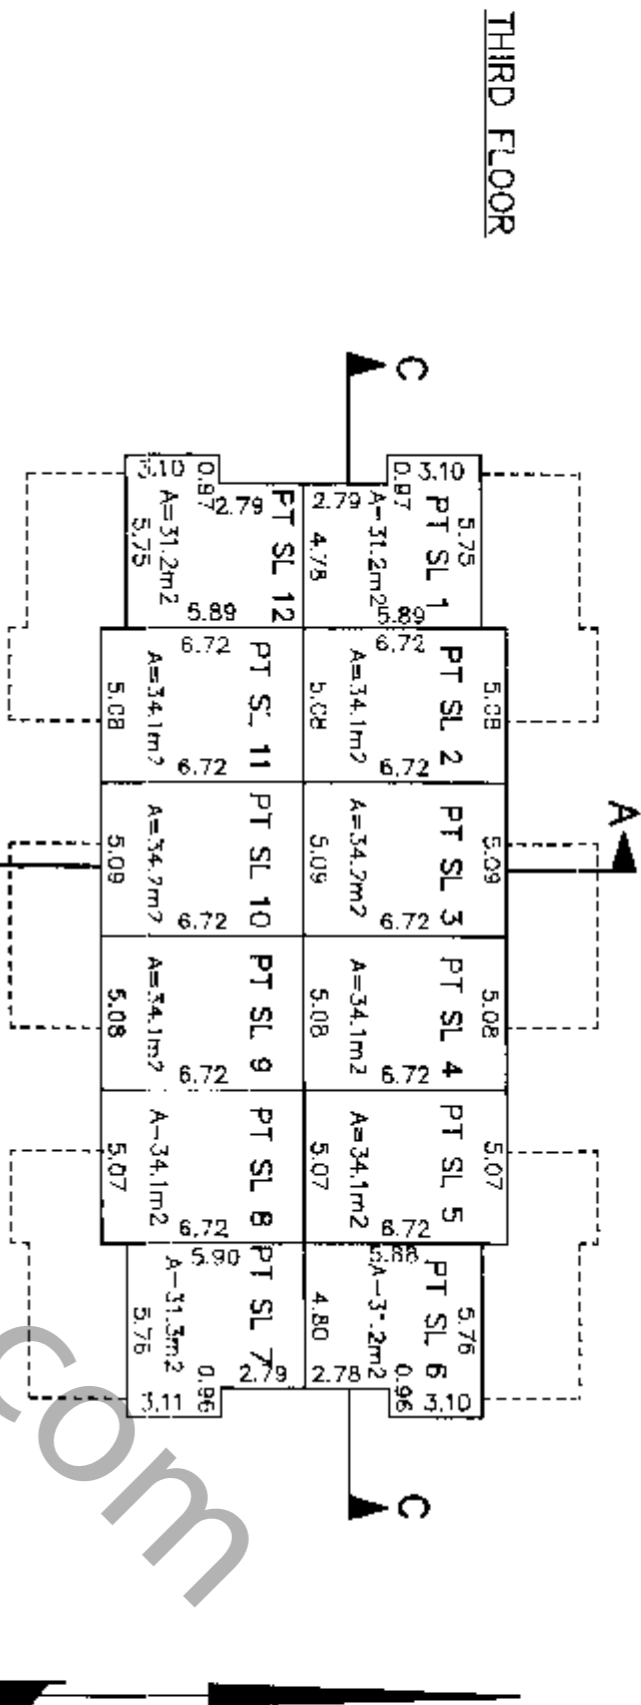 THIRD FLOOR
C
A
3.10
0.97
2.79
PT SL 12
A=31.2m2
5.75
5.89
3.10
0.97
2.79
PT SL 1
A=31.2m2
5.75
4.78
5.89
6.72
PT SL 11
A=34.1m2
5.08
6.72
6.72
PT SL 2
A=34.1m2
5.08
5.08
6.72
PT SL 10
A=34.2m2
5.09
6.72
PT SL 3
A=34.2m2
5.09
5.09
6.72
PT SL 9
A=34.1m2
5.08
6.72
PT SL 4
A=34.1m2
5.08
5.08
6.72
PT SL 8
A=34.1m2
5.07
6.72
PT SL 5
A=34.1m2
5.07
5.07
6.72
PT SL 7
A=31.3m2
5.90
5.76
2.79
0.96
3.11
PT SL 6
5.88
5.76
4.80
2.78
0.96
3.10
C
com